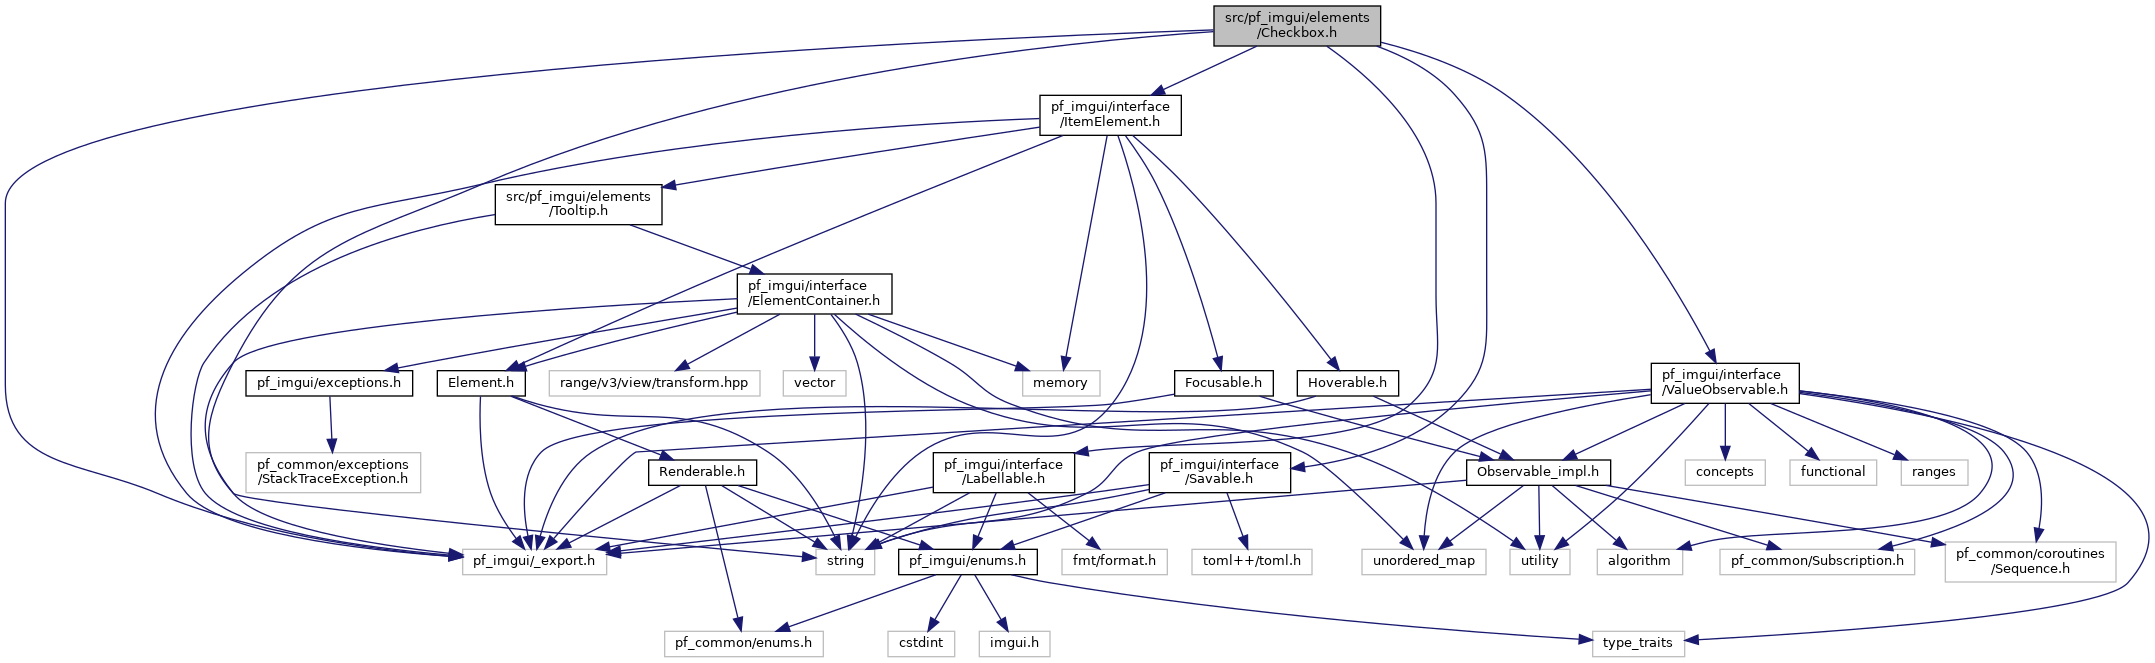 src/pf_imgui/elements
/Checkbox.h
pf_imgui/interface
/ItemElement.h
src/pf_imgui/elements
/Tooltip.h
pf_imgui/interface
/ElementContainer.h
pf_imgui/exceptions.h
Element.h
range/v3/view/transform.hpp
vector
memory
Focusable.h
Hoverable.h
pf_imgui/interface
/ValueObservable.h
pf_common/exceptions
/StackTraceException.h
Renderable.h
pf_imgui/interface
/Labellable.h
pf_imgui/interface
/Savable.h
Observable_impl.h
concepts
functional
ranges
pf_imgui/_export.h
string
pf_imgui/enums.h
fmt/format.h
toml++/toml.h
unordered_map
utility
algorithm
pf_common/Subscription.h
pf_common/coroutines
/Sequence.h
pf_common/enums.h
cstdint
imgui.h
type_traits